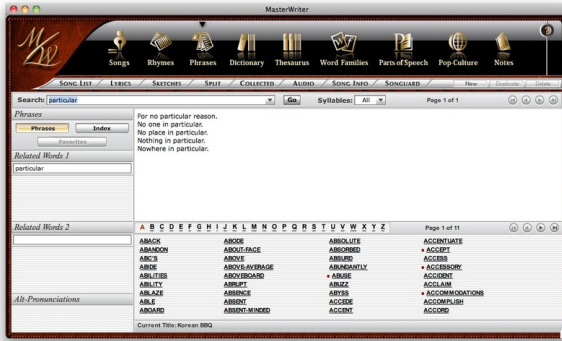 MasterWriter
MW
Songs Rhymes Phrases Dictionary Thesaurus Word Families Parts of Speech Pop-Culture Notes
Song List / Lyrics / Sketches / Split / Collected / Audio / Song Info / Songuard / New / Duplicate / Delete
Search: particular Go Syllables: All Page 1 of 1
Phrases
Phrases Index
Favorites
Related Words 1
particular
For no particular reason.
No one in particular.
No place in particular.
Nothing in particular.
Nowhere in particular.
Related Words 2
A B C D E F G H I J K L M N O P Q R S T U V W X Y Z Page 1 of 11
ABACK ABODE ABSOLUTE ACCENTUATE
ABANDON ABOUT-FACE ABSORBED ACCEPT
ABC'S ABOVE ABSURD ACCESS
ABIDE ABOVE-AVERAGE ABUNDANTLY ACCESSORY
ABILITIES ABOVEBOARD ABUSE ACCIDENT
ABILITY ABRUPT ABUZZ ACCLAIM
ABLAZE ABSENCE ABYSS ACCOMMODATIONS
ABLE ABSENT ACCEDE ACCOMPLISH
ABOARD ABSENT-MINDED ACCENT ACCORD
Alt-Pronunciations
Current Title: Korean BBQ